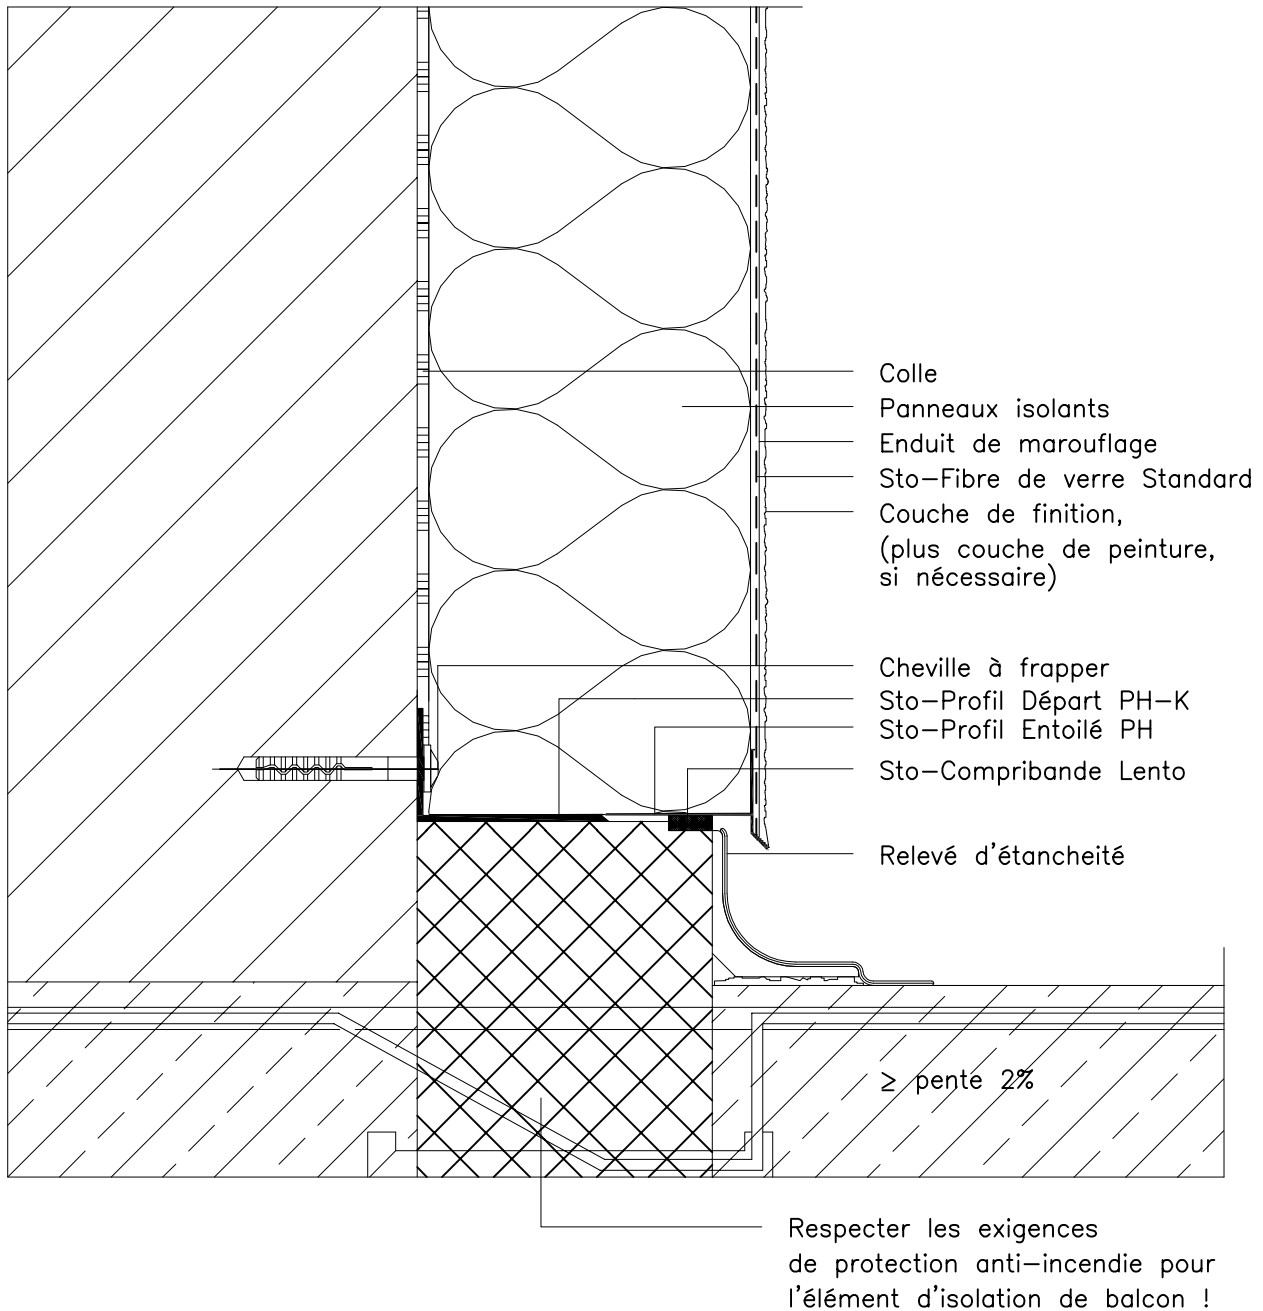 Colle
Panneaux isolants
Enduit de marouflage
Sto-Fibre de verre Standard
Couche de finition,
(plus couche de peinture,
si nécessaire)
Cheville à frapper
Sto-Profil Départ PH-K
Sto-Profil Entoilé PH
Sto-Compribande Lento
Relevé d'étancheité
≥ pente 2%
Respecter les exigences
de protection anti-incendie pour
l'élément d'isolation de balcon !